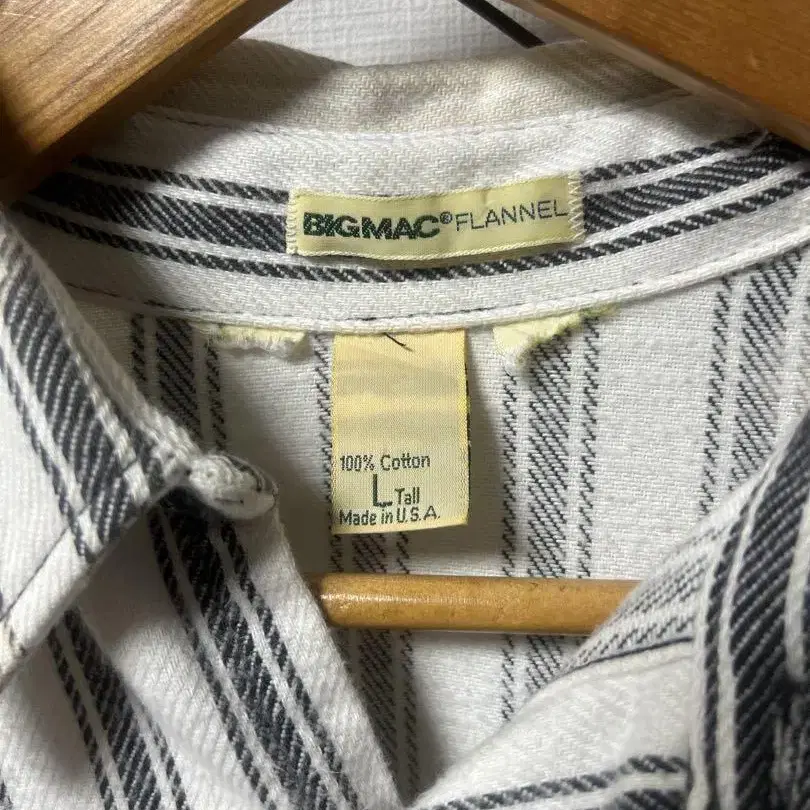 BIGMAC® FLANNEL
100% Cotton
L Tall
Made in U.S.A.